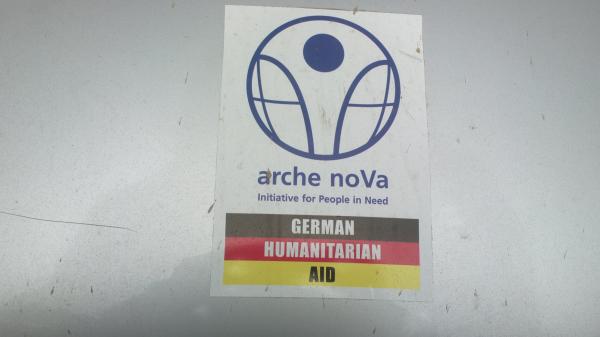 arche noVa
Initiative for People in Need
GERMAN
HUMANITARIAN
AID